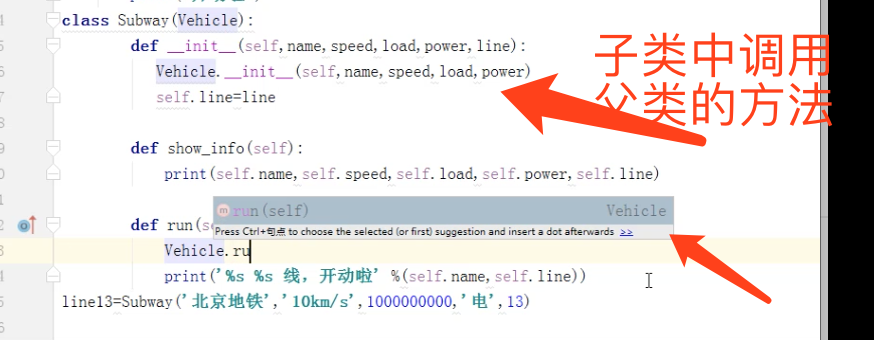 class Subway(Vehicle):
def __init__(self,name,speed,load,power,line):
Vehicle.__init__(self,name,speed,load,power)
self.line=line
子类中调用
父类的方法
def show_info(self):
print(self.name,self.speed,self.load,self.power,self.line)
m run(self) Vehicle
def run(s
Press Ctrl+句点 to choose the selected (or first) suggestion and insert a dot afterwards >>
Vehicle.ru
print('%s %s 线，开动啦' %(self.name,self.line))
line13=Subway('北京地铁','10km/s',1000000000,'电',13)